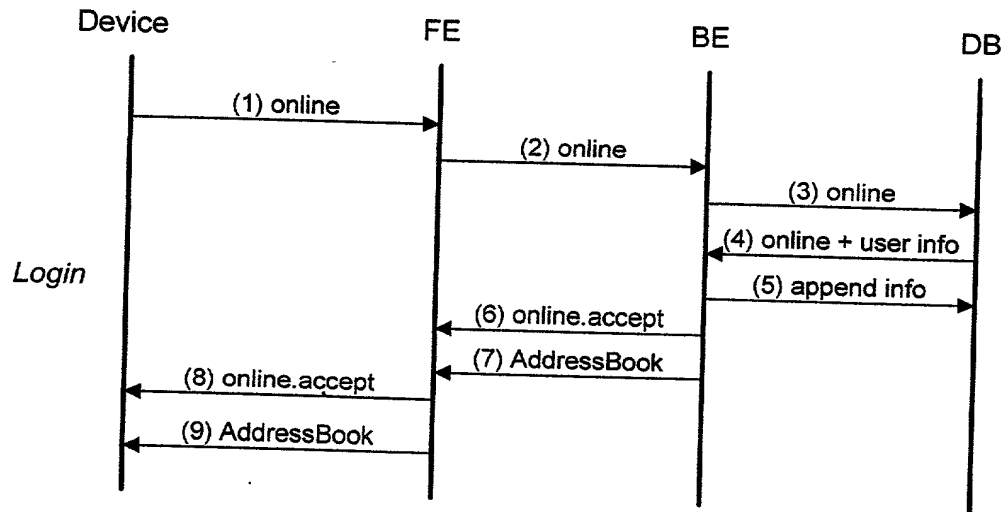 Device
FE
BE
DB
(1) online
(2) online
(3) online
(4) online + user info
Login
(5) append info
(6) online.accept
(7) AddressBook
(8) online.accept
(9) AddressBook